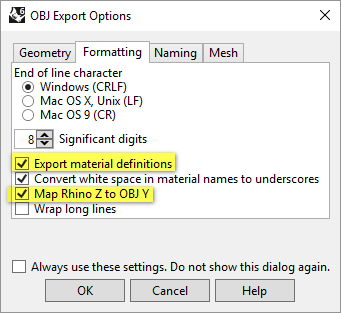 OBJ Export Options
Geometry Formatting Naming Mesh
End of line character
Windows (CRLF)
Mac OS X, Unix (LF)
Mac OS 9 (CR)
8 Significant digits
Export material definitions
Convert white space in material names to underscores
Map Rhino Z to OBJ Y
Wrap long lines
Always use these settings. Do not show this dialog again.
OK Cancel Help